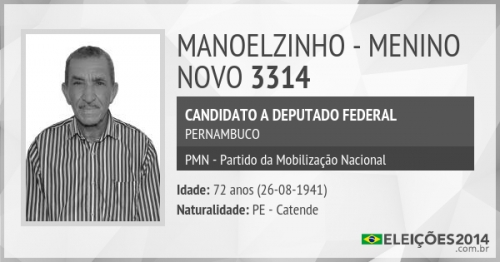 MANOELZINHO - MENINO
NOVO 3314
CANDIDATO A DEPUTADO FEDERAL
PERNAMBUCO
PMN - Partido da Mobilização Nacional
Idade: 72 anos (26-08-1941)
Naturalidade: PE - Catende
ELEIÇÕES2014
.com.br